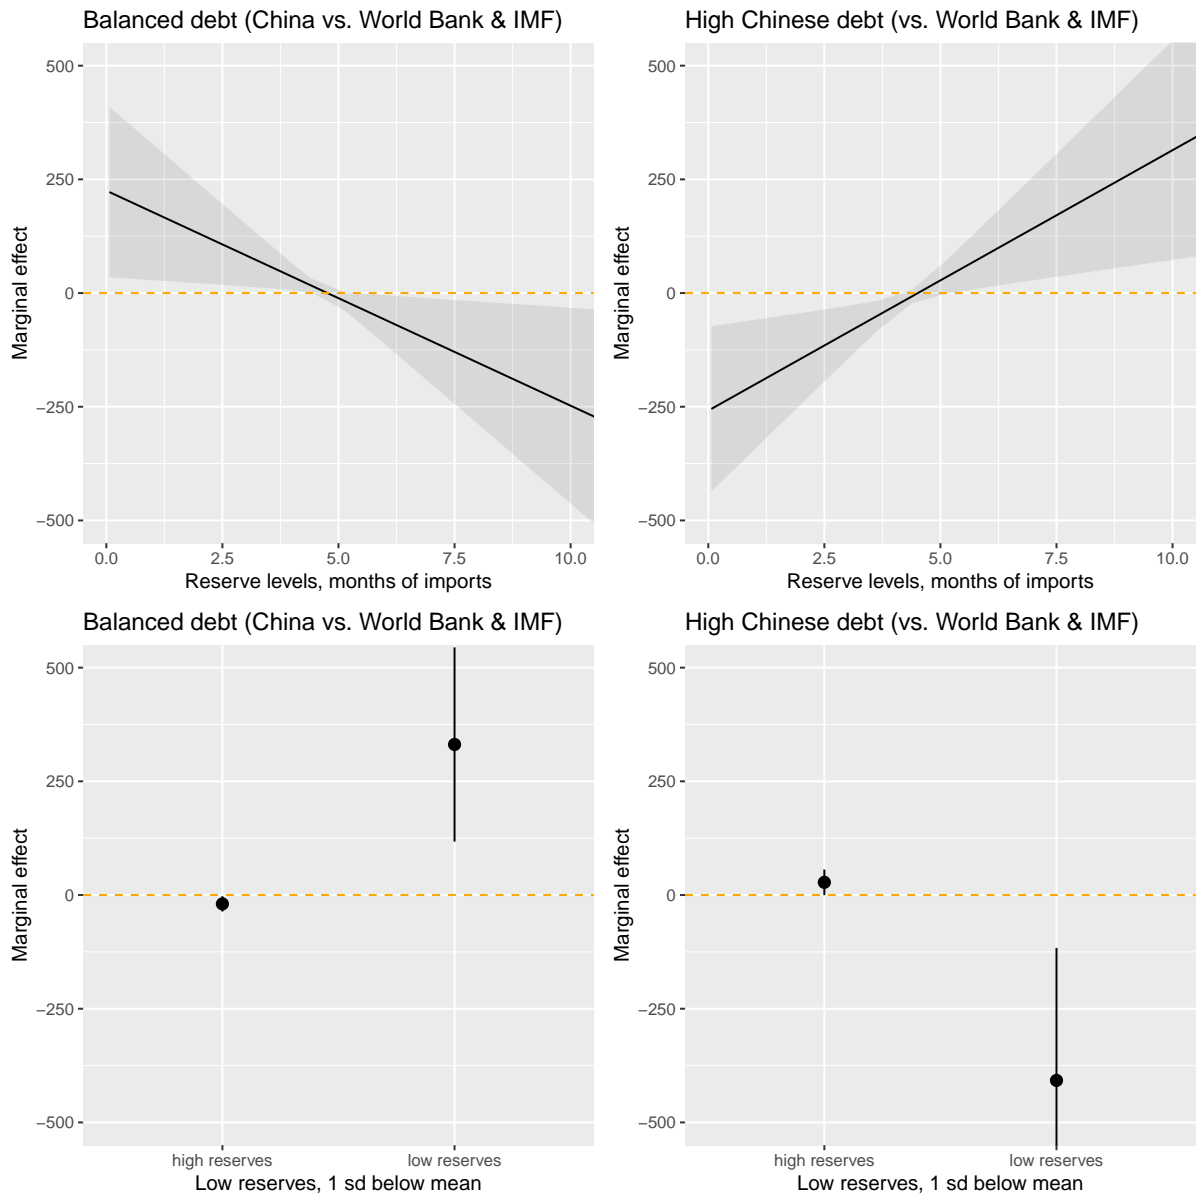 Balanced debt (China vs. World Bank & IMF)
500
250
0
−250
−500
Marginal effect
0.0 2.5 5.0 7.5 10.0
Reserve levels, months of imports
High Chinese debt (vs. World Bank & IMF)
500
250
0
−250
−500
Marginal effect
0.0 2.5 5.0 7.5 10.0
Reserve levels, months of imports
Balanced debt (China vs. World Bank & IMF)
500
250
0
−250
−500
Marginal effect
high reserves low reserves
Low reserves, 1 sd below mean
High Chinese debt (vs. World Bank & IMF)
500
250
0
−250
−500
Marginal effect
high reserves low reserves
Low reserves, 1 sd below mean